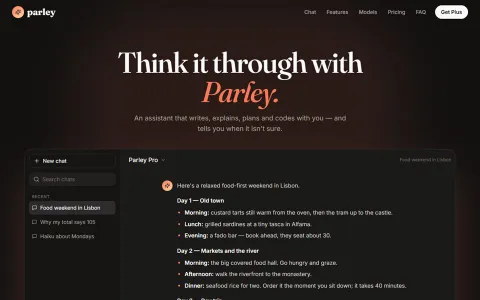 parley
Chat Features Models Pricing FAQ Get Plus
Think it through with
Parley.
An assistant that writes, explains, plans and codes with you — and
tells you when it isn't sure.
+ New chat
Parley Pro
Food weekend in Lisbon
Search chats
RECENT
Food weekend in Lisbon
Why my total says 105
Haiku about Mondays
Here's a relaxed food-first weekend in Lisbon.
Day 1 — Old town
• Morning: custard tarts still warm from the oven, then the tram up to the castle.
• Lunch: grilled sardines at a tiny tasca in Alfama.
• Evening: a fado bar — book ahead, they seat about 30.
Day 2 — Markets and the river
• Morning: the big covered food hall. Go hungry and graze.
• Afternoon: walk the riverfront to the monastery.
• Dinner: seafood rice for two. Order it the moment you sit down; it takes 40 minutes.